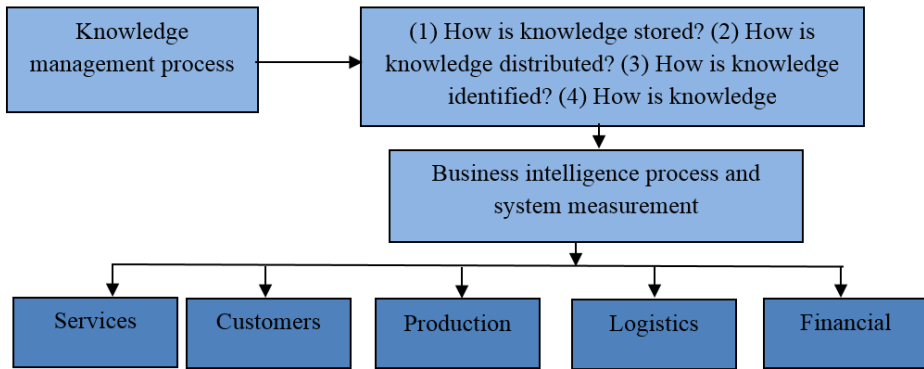 Knowledge
management process
(1) How is knowledge stored? (2) How is
knowledge distributed? (3) How is knowledge
identified? (4) How is knowledge
Business intelligence process and
system measurement
Services
Customers
Production
Logistics
Financial